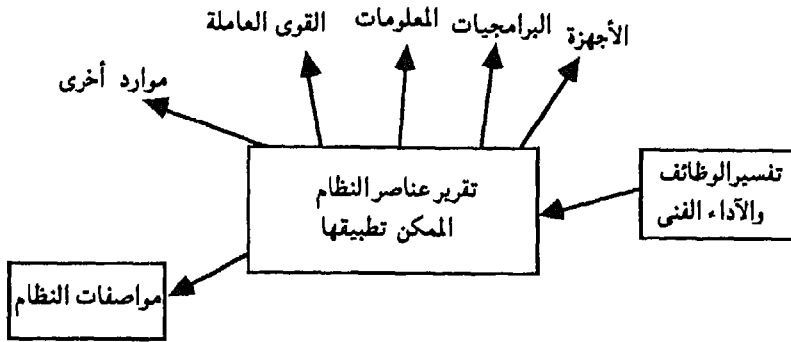 الأجهزة
البرامجيات
المعلومات
القوى العاملة
موارد أخرى
تفسير الوظائف
والآداء الفنى
تقرير عناصر النظام
الممكن تطبيقها
مواصفات النظام